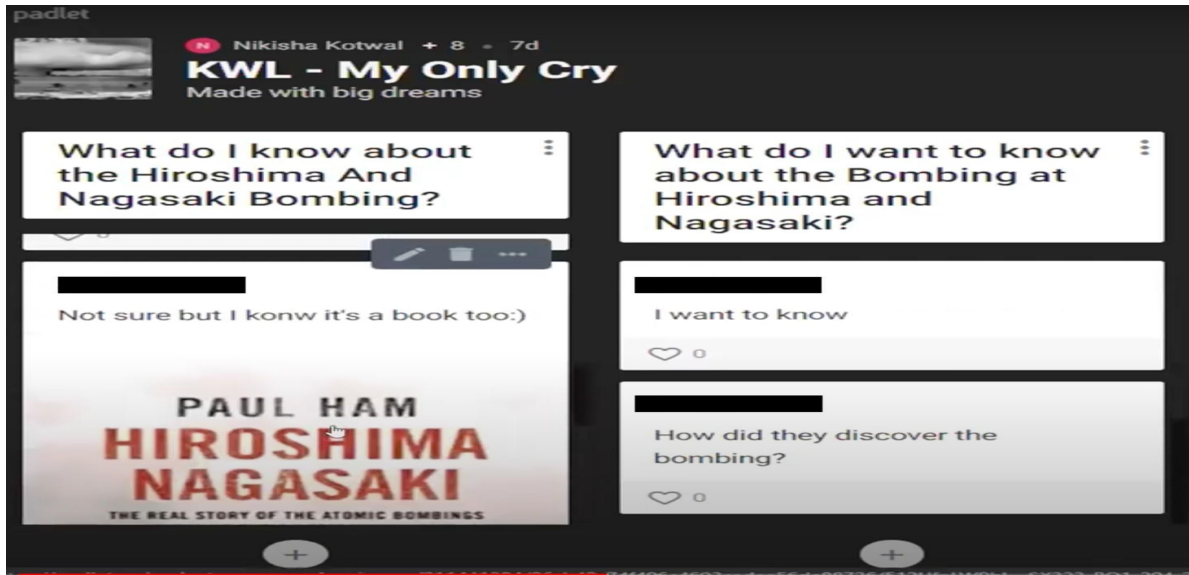 padlet
N Nikisha Kotwal + 8 • 7d
KWL - My Only Cry
Made with big dreams
What do I know about
the Hiroshima And
Nagasaki Bombing?
0
Not sure but I konw it's a book too:)
PAUL HAM
HIROSHIMA
NAGASAKI
THE REAL STORY OF THE ATOMIC BOMBINGS
What do I want to know
about the Bombing at
Hiroshima and
Nagasaki?
I want to know
0
How did they discover the
bombing?
0